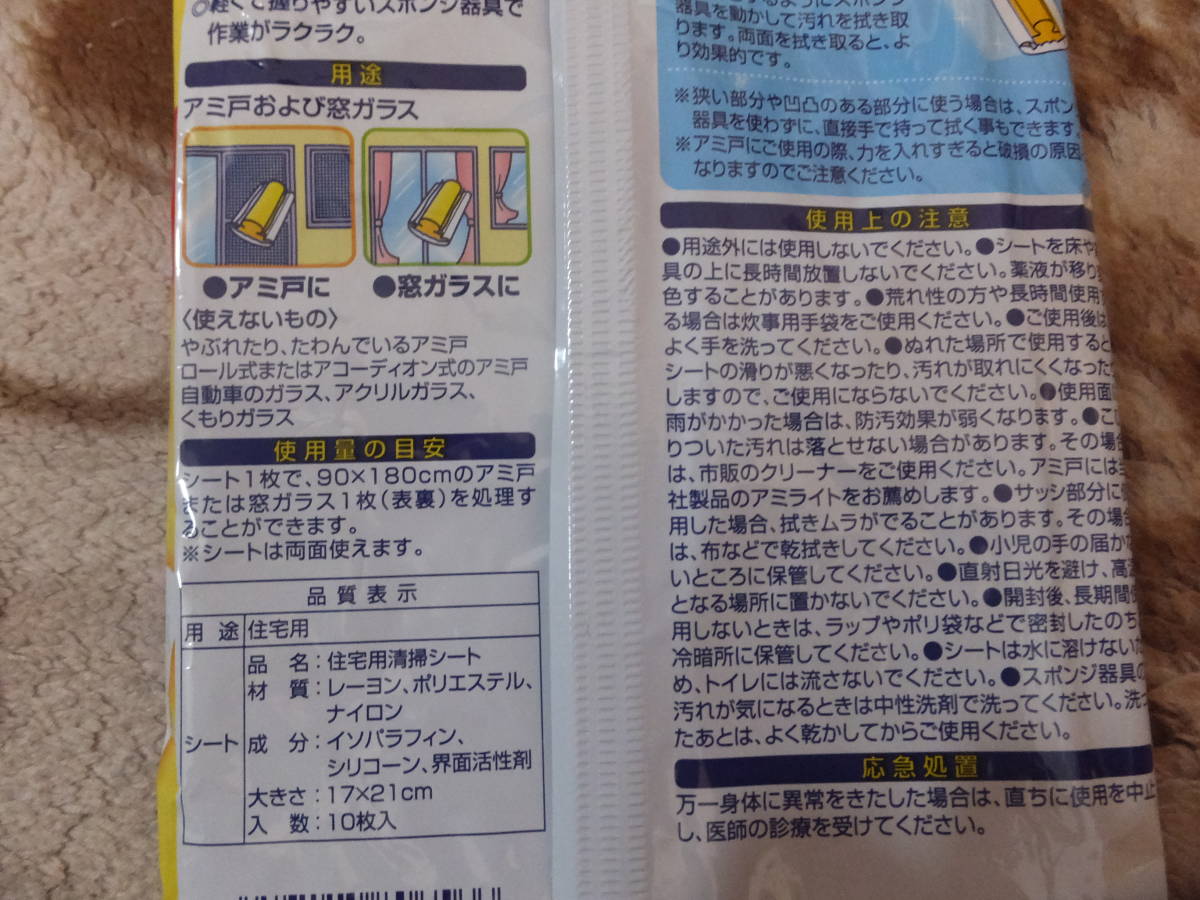 ◎軽くて握りやすいスポンジ器具で
作業がラクラク。
用途
アミ戸および窓ガラス
●アミ戸に ●窓ガラスに
〈使えないもの〉
やぶれたり、たわんでいるアミ戸
ロール式またはアコーディオン式のアミ戸
自動車のガラス、アクリルガラス、
くもりガラス
使用量の目安
シート1枚で、90×180cmのアミ戸
または窓ガラス1枚(表裏)を処理す
ることができます。
※シートは両面使えます。
品質表示
用途 住宅用
シート
品 名:住宅用清掃シート
材 質:レーヨン、ポリエステル、
ナイロン
成 分:イソパラフィン、
シリコーン、界面活性剤
大きさ:17×21cm
入 数:10枚入
ようにスポンジ
器具を動かして汚れを拭き取
ります。両面を拭き取ると、よ
り効果的です。
※狭い部分や凹凸のある部分に使う場合は、スポン
器具を使わずに、直接手で持って拭く事もできます。
※アミ戸にご使用の際、力を入れすぎると破損の原因
なりますのでご注意ください。
使用上の注意
●用途外には使用しないでください。●シートを床や
具の上に長時間放置しないでください。薬液が移り
色することがあります。●荒れ性の方や長時間使用
る場合は炊事用手袋をご使用ください。●ご使用後は
よく手を洗ってください。●ぬれた場所で使用すると
シートの滑りが悪くなったり、汚れが取れにくくなった
しますので、ご使用にならないでください。●使用面
雨がかかった場合は、防汚効果が弱くなります。●こ
りついた汚れは落とせない場合があります。その場合
は、市販のクリーナーをご使用ください。アミ戸には
社製品のアミライトをお薦めします。●サッシ部分に
用した場合、拭きムラがでることがあります。その場合
は、布などで乾拭きしてください。●小児の手の届か
いところに保管してください。●直射日光を避け、高
となる場所に置かないでください。●開封後、長期間
用しないときは、ラップやポリ袋などで密封したのち
冷暗所に保管してください。●シートは水に溶けない
め、トイレには流さないでください。●スポンジ器具の
汚れが気になるときは中性洗剤で洗ってください。洗っ
たあとは、よく乾かしてからご使用ください。
応急処置
万一身体に異常をきたした場合は、直ちに使用を中止
し、医師の診療を受けてください。